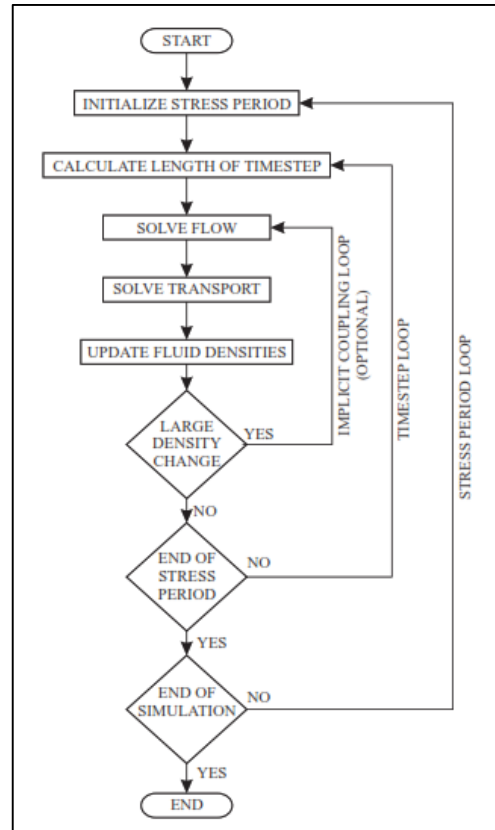 START
INITIALIZE STRESS PERIOD
CALCULATE LENGTH OF TIMESTEP
SOLVE FLOW
SOLVE TRANSPORT
UPDATE FLUID DENSITIES
LARGE
DENSITY
CHANGE
YES
NO
END OF
STRESS
PERIOD
NO
YES
END OF
SIMULATION
NO
YES
END
IMPLICIT COUPLING LOOP
(OPTIONAL)
TIMESTEP LOOP
STRESS PERIOD LOOP